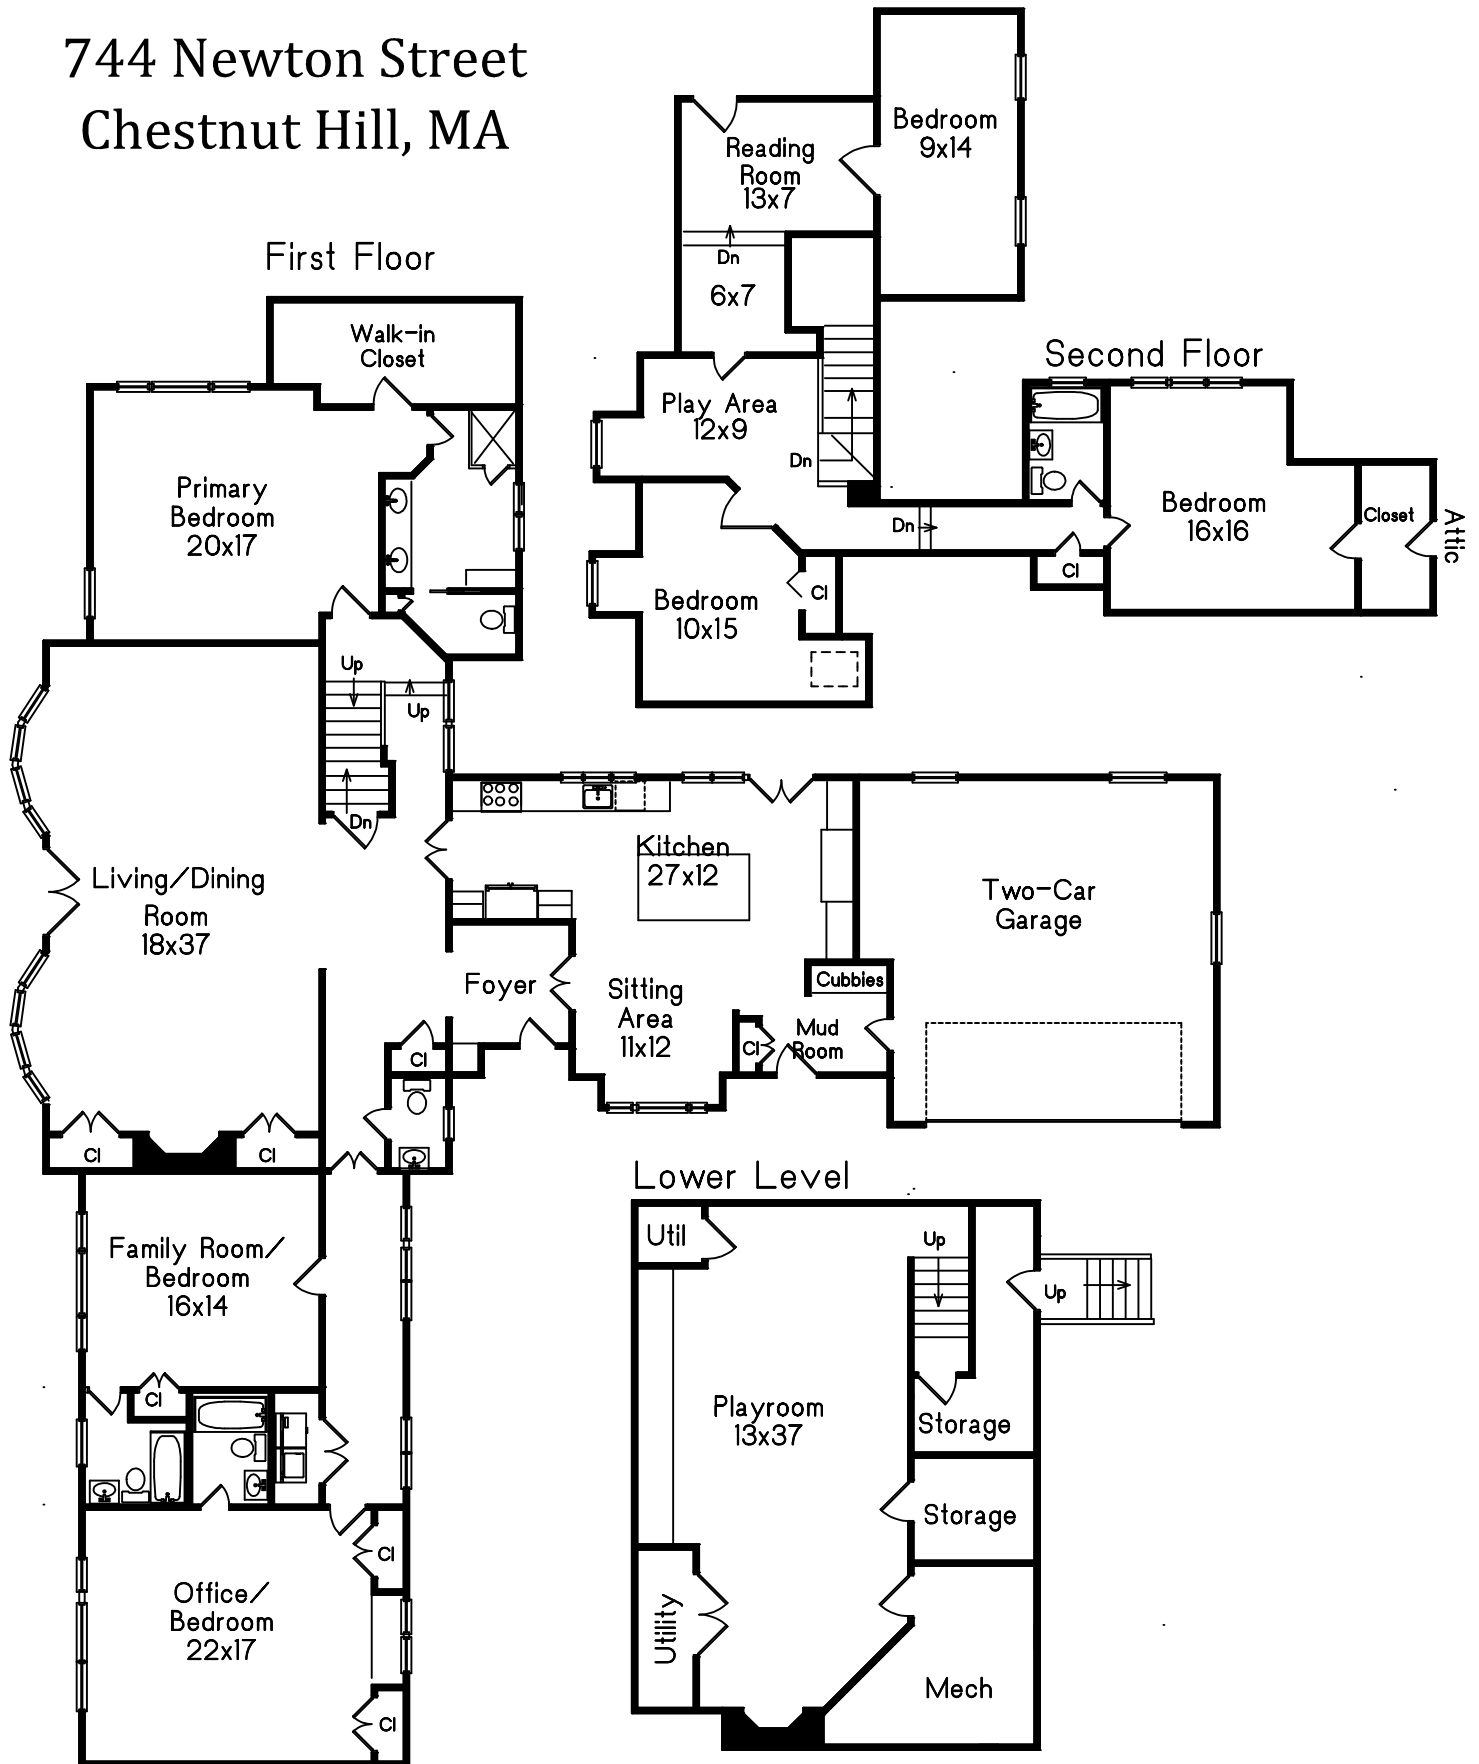 744 Newton Street
Chestnut Hill, MA
First Floor
Walk-in
Closet
Primary
Bedroom
20x17
Up
Up
Dn
Living/Dining
Room
18x37
Kitchen
27x12
Two-Car
Garage
Foyer
Sitting
Area
11x12
Cubbies
Mud
Room
Cl
Cl
Cl
Cl
Family Room/
Bedroom
16x14
Cl
Office/
Bedroom
22x17
Cl
Cl
Second Floor
Bedroom
9x14
Reading
Room
13x7
Dn
6x7
Play Area
12x9
Dn
Dn
Bedroom
10x15
Cl
Cl
Bedroom
16x16
Closet
Attic
Lower Level
Util
Up
Up
Playroom
13x37
Storage
Storage
Utility
Mech